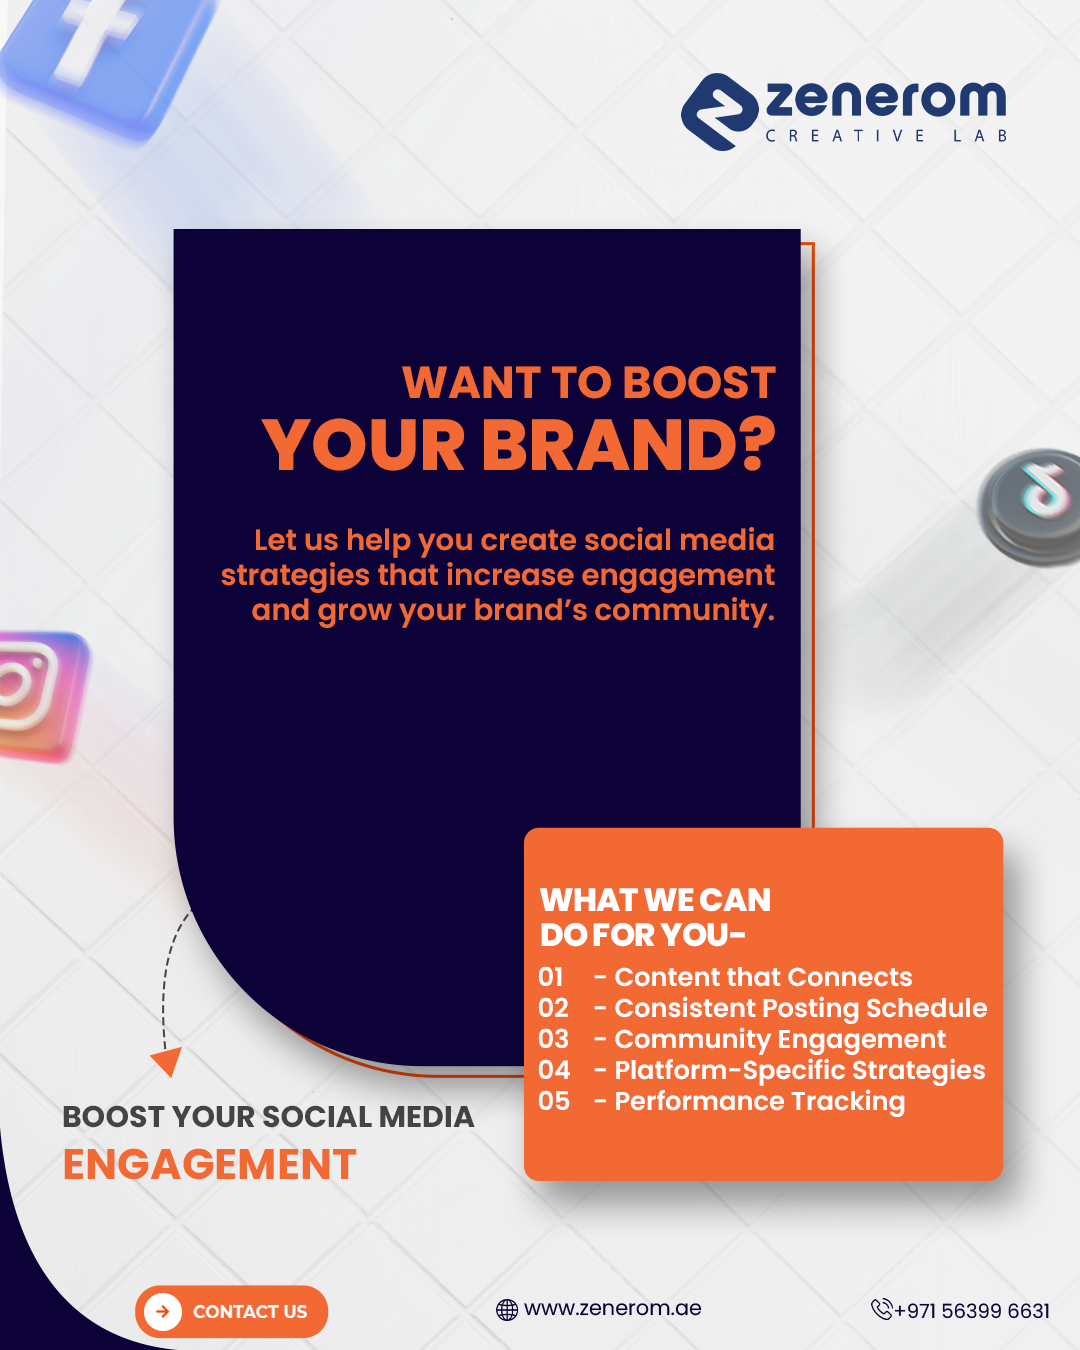 zenerom
CREATIVE LAB
WANT TO BOOST
YOUR BRAND?
Let us help you create social media
strategies that increase engagement
and grow your brand’s community.
WHAT WE CAN
DO FOR YOU-
01 - Content that Connects
02 - Consistent Posting Schedule
03 - Community Engagement
04 - Platform-Specific Strategies
05 - Performance Tracking
BOOST YOUR SOCIAL MEDIA
ENGAGEMENT
CONTACT US
www.zenerom.ae
+971 56399 6631